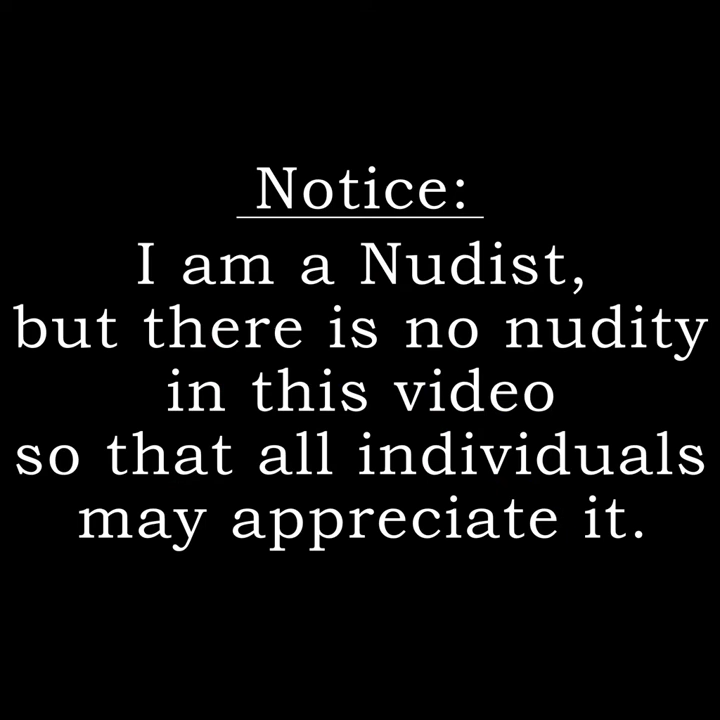 Notice:
I am a Nudist,
but there is no nudity
in this video
so that all individuals
may appreciate it.